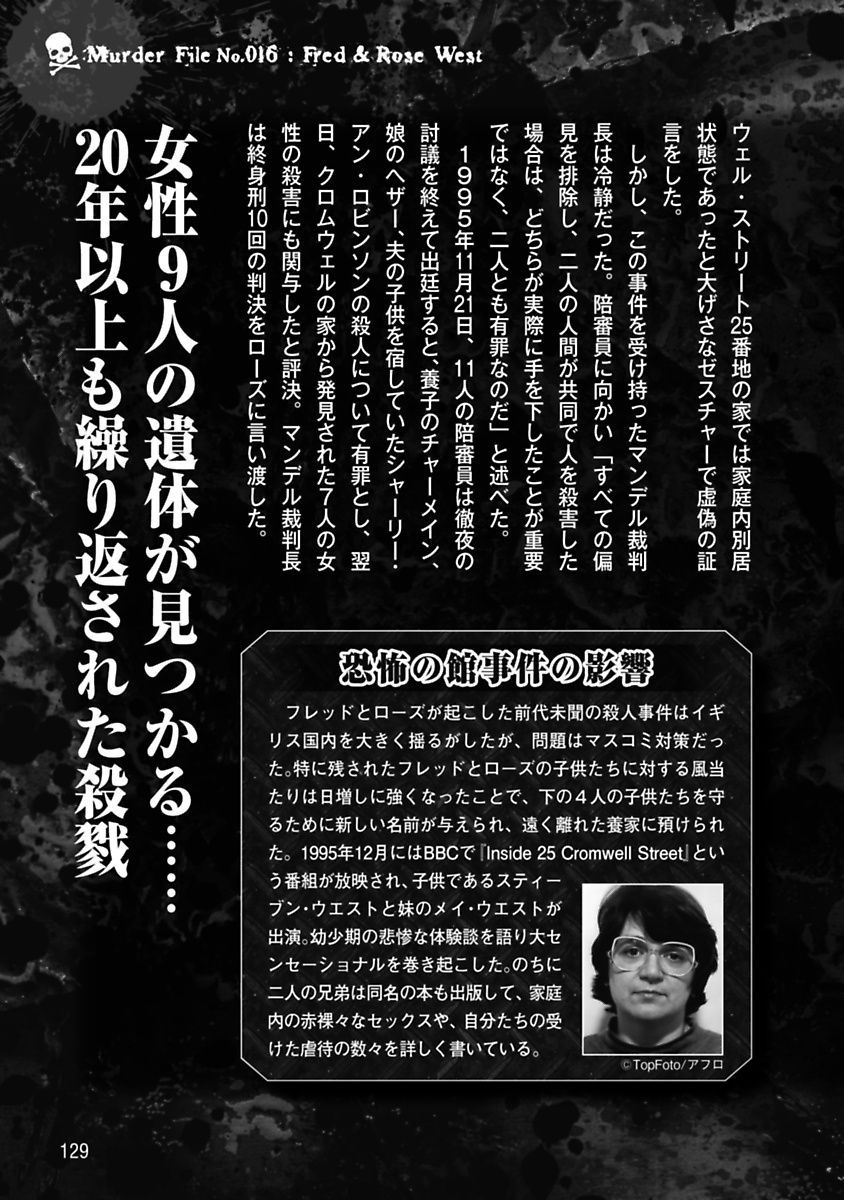 Murder File No.016 : Fred & Rose West
ウェル・ストリート25番地の家では家庭内別居
状態であったと大げさなゼスチャーで虚偽の証
言をした。
しかし、この事件を受け持ったマンデル裁判
長は冷静だった。陪審員に向かい「すべての偏
見を排除し、二人の人間が共同で人を殺害した
場合は、どちらが実際に手を下したことが重要
ではなく、二人とも有罪なのだ」と述べた。
1995年11月21日、11人の陪審員は徹夜の
討議を終えて出廷すると、養子のチャーメイン、
娘のヘザー、夫の子供を宿していたシャーリー・
アン・ロビンソンの殺人について有罪とし、翌
日、クロムウェルの家から発見された7人の女
性の殺害にも関与したと評決。マンデル裁判長
は終身刑10回の判決をローズに言い渡した。
女性9人の遺体が見つかる……
20年以上も繰り返された殺戮
恐怖の館事件の影響
フレッドとローズが起こした前代未聞の殺人事件はイギ
リス国内を大きく揺るがしたが、問題はマスコミ対策だっ
た。特に残されたフレッドとローズの子供たちに対する風当
たりは日増しに強くなったことで、下の4人の子供たちを守
るために新しい名前が与えられ、遠く離れた養家に預けられ
た。1995年12月にはBBCで『Inside 25 Cromwell Street』とい
う番組が放映され、子供であるスティー
ブン・ウエストと妹のメイ・ウエストが
出演。幼少期の悲惨な体験談を語り大セ
ンセーショナルを巻き起こした。のちに
二人の兄弟は同名の本も出版して、家庭
内の赤裸々なセックスや、自分たちの受
けた虐待の数々を詳しく書いている。
©TopFoto/アフロ
129